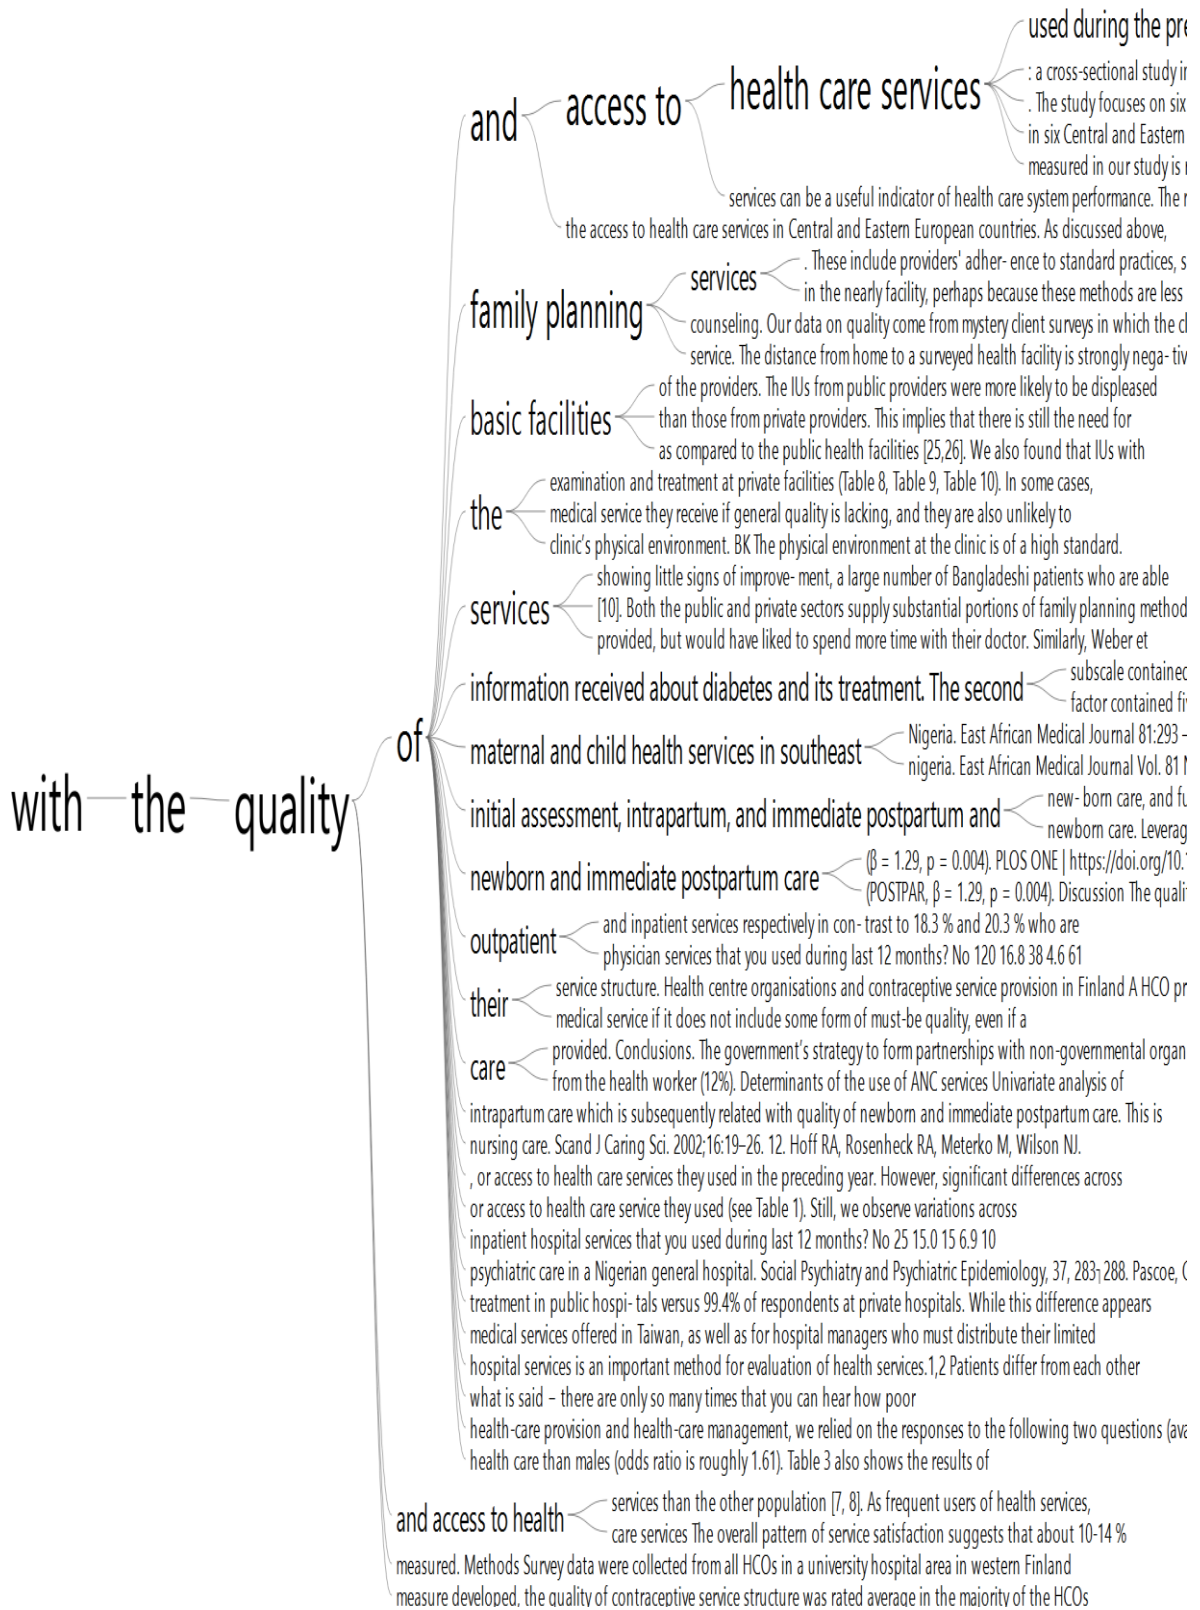 used during the pre
: a cross-sectional study in
health care services
. The study focuses on six
access to
and
in six Central and Eastern
measured in our study is
services can be a useful indicator of health care system performance. The
the access to health care services in Central and Eastern European countries. As discussed above,
. These include providers' adher- ence to standard practices, s
services
in the nearly facility, perhaps because these methods are less
family planning
counseling. Our data on quality come from mystery client surveys in which the cl
service. The distance from home to a surveyed health facility is strongly nega- tiv
of the providers. The IUs from public providers were more likely to be displeased
basic facilities
than those from private providers. This implies that there is still the need for
as compared to the public health facilities [25,26]. We also found that IUs with
examination and treatment at private facilities (Table 8, Table 9, Table 10). In some cases,
the
medical service they receive if general quality is lacking, and they are also unlikely to
clinic's physical environment. BK The physical environment at the clinic is of a high standard.
showing little signs of improve- ment, a large number of Bangladeshi patients who are able
services
[10]. Both the public and private sectors supply substantial portions of family planning method
provided, but would have liked to spend more time with their doctor. Similarly, Weber et
subscale contained
information received about diabetes and its treatment. The second
factor contained fi
of
Nigeria. East African Medical Journal 81:293 –
maternal and child health services in southeast
nigeria. East African Medical Journal Vol. 81 N
with the quality
new- born care, and fu
initial assessment, intrapartum, and immediate postpartum and
newborn care. Leverag
(β = 1.29, p = 0.004). PLOS ONE | https://doi.org/10.1
newborn and immediate postpartum care
(POSTPAR, β = 1.29, p = 0.004). Discussion The quali
and inpatient services respectively in con- trast to 18.3 % and 20.3 % who are
outpatient
physician services that you used during last 12 months? No 120 16.8 38 4.6 61
service structure. Health centre organisations and contraceptive service provision in Finland A HCO pr
their
medical service if it does not include some form of must-be quality, even if a
provided. Conclusions. The government's strategy to form partnerships with non-governmental organ
care
from the health worker (12%). Determinants of the use of ANC services Univariate analysis of
intrapartum care which is subsequently related with quality of newborn and immediate postpartum care. This is
nursing care. Scand J Caring Sci. 2002;16:19–26. 12. Hoff RA, Rosenheck RA, Meterko M, Wilson NJ.
, or access to health care services they used in the preceding year. However, significant differences across
or access to health care service they used (see Table 1). Still, we observe variations across
inpatient hospital services that you used during last 12 months? No 25 15.0 15 6.9 10
psychiatric care in a Nigerian general hospital. Social Psychiatry and Psychiatric Epidemiology, 37, 283┐288. Pascoe,
treatment in public hospi- tals versus 99.4% of respondents at private hospitals. While this difference appears
medical services offered in Taiwan, as well as for hospital managers who must distribute their limited
hospital services is an important method for evaluation of health services.1,2 Patients differ from each other
what is said – there are only so many times that you can hear how poor
health-care provision and health-care management, we relied on the responses to the following two questions (ava
health care than males (odds ratio is roughly 1.61). Table 3 also shows the results of
services than the other population [7, 8]. As frequent users of health services,
and access to health
care services The overall pattern of service satisfaction suggests that about 10-14 %
measured. Methods Survey data were collected from all HCOs in a university hospital area in western Finland
measure developed, the quality of contraceptive service structure was rated average in the majority of the HCOs